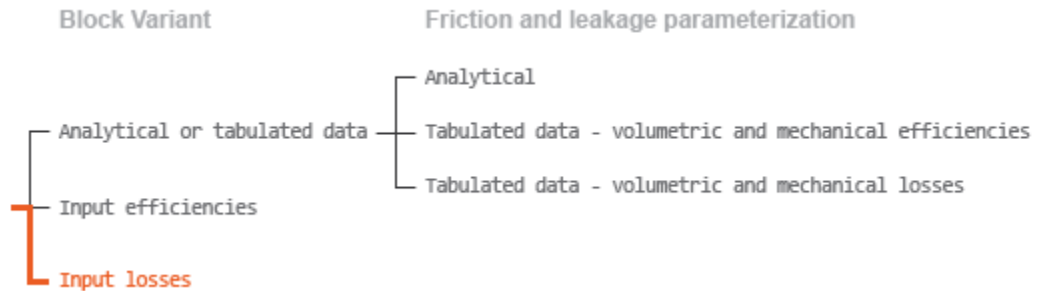 Block Variant
Friction and leakage parameterization
Analytical
Analytical or tabulated data
Tabulated data - volumetric and mechanical efficiencies
Tabulated data - volumetric and mechanical losses
Input efficiencies
Input losses